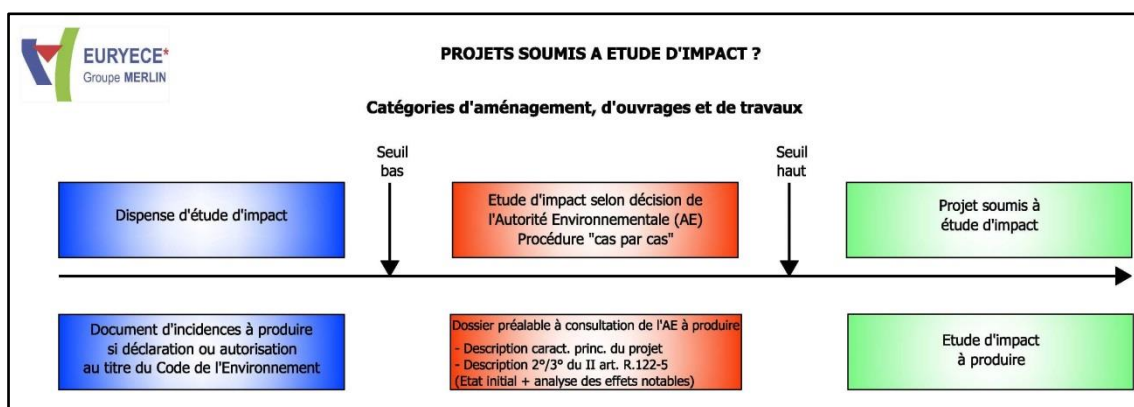 EURYECE*
Groupe MERLIN
PROJETS SOUMIS A ETUDE D'IMPACT ?
Catégories d'aménagement, d'ouvrages et de travaux
Seuil
bas
Seuil
haut
Dispense d'étude d'impact
Etude d'impact selon décision de
l'Autorité Environnementale (AE)
Procédure "cas par cas"
Projet soumis à
étude d'impact
Document d'incidences à produire
si déclaration ou autorisation
au titre du Code de l'Environnement
Dossier préalable à consultation de l'AE à produire
- Description caract. princ. du projet
- Description 2°/3° du II art. R.122-5
(Etat initial + analyse des effets notables)
Etude d'impact
à produire